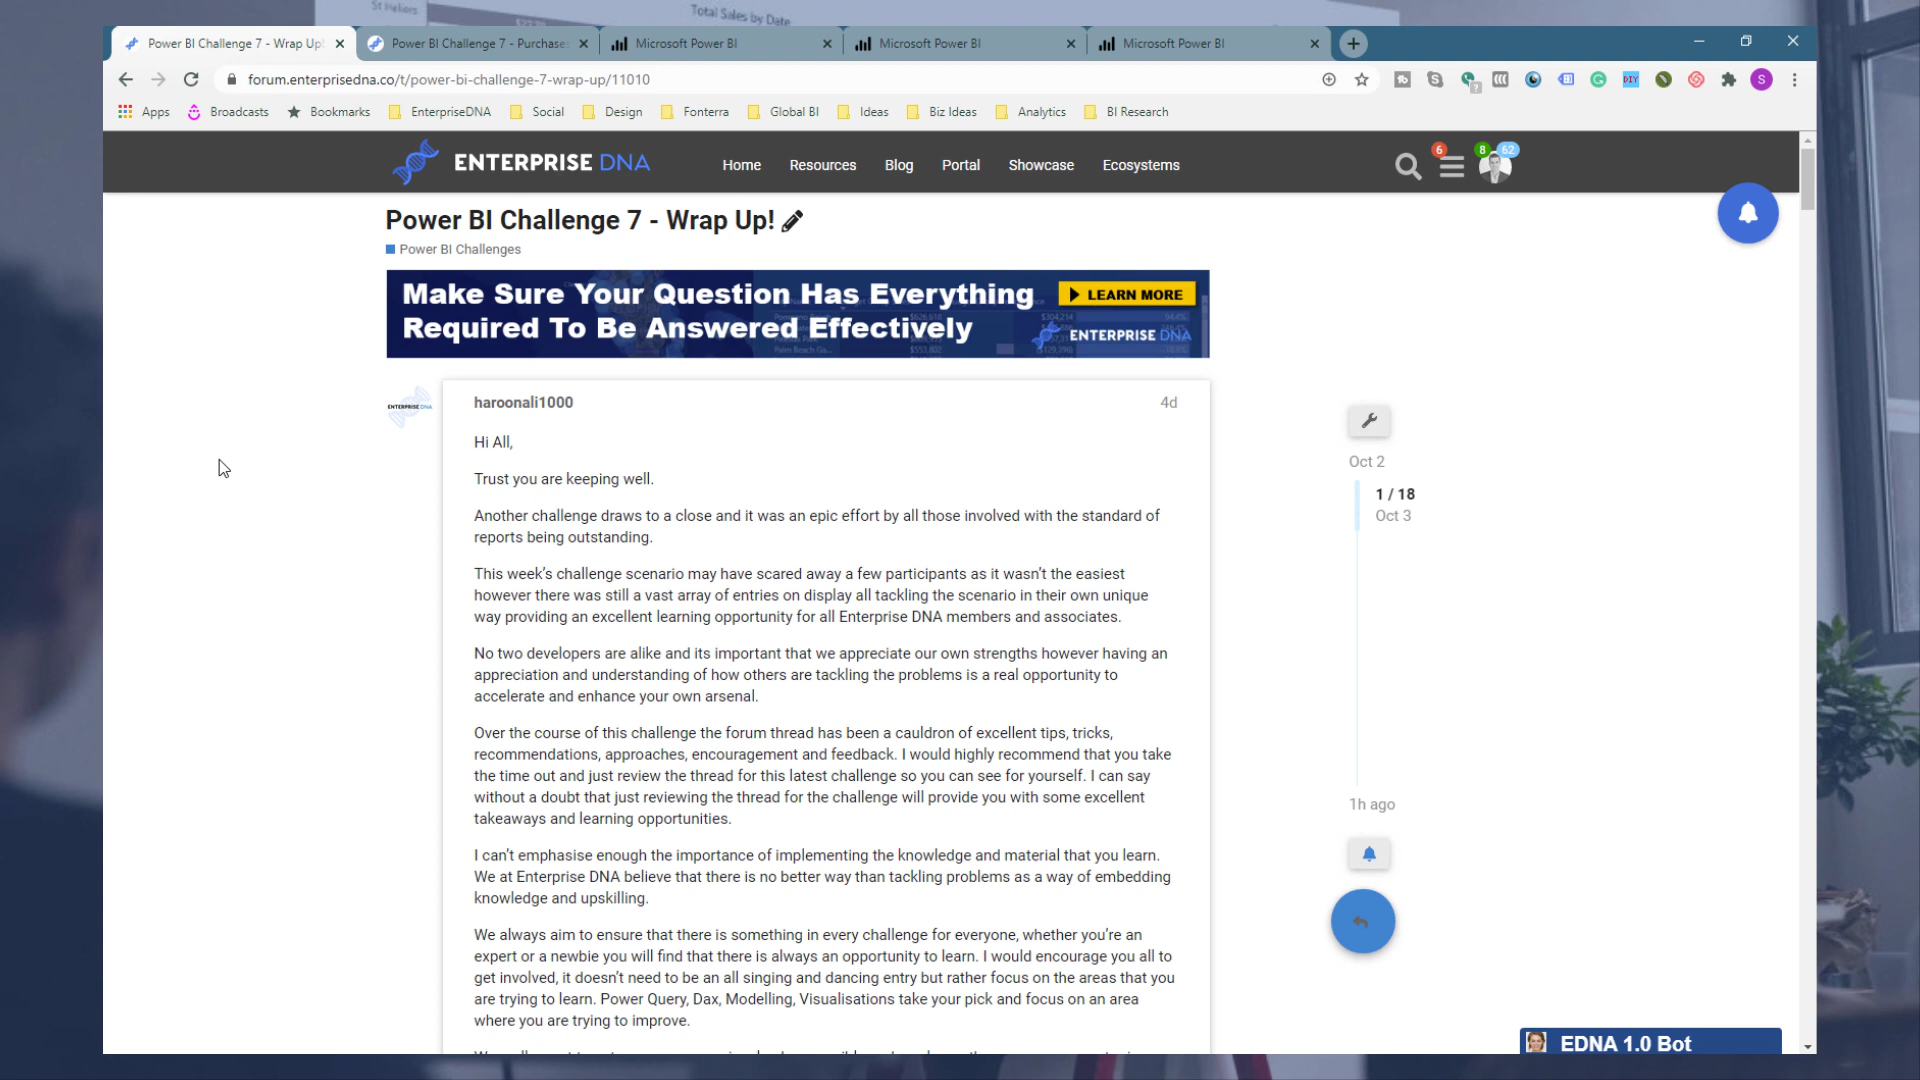 St Heliors
Total Sales by Date
Power BI Challenge 7 - Wrap Up!
Power BI Challenge 7 - Purchase
Microsoft Power BI
Microsoft Power BI
Microsoft Power BI
forum.enterprisedna.co/t/power-bi-challenge-7-wrap-up/11010
DIY
S
Apps
Broadcasts
Bookmarks
EnterpriseDNA
Social
Design
Fonterra
Global BI
Ideas
Biz Ideas
Analytics
BI Research
ENTERPRISE DNA
Home
Resources
Blog
Portal
Showcase
Ecosystems
6
8
62
Power BI Challenge 7 - Wrap Up!
Power BI Challenges
Make Sure Your Question Has Everything
Required To Be Answered Effectively
LEARN MORE
ENTERPRISE DNA
ENTERPRISE DNA
haroonali1000
4d
Hi All,
Trust you are keeping well.
Another challenge draws to a close and it was an epic effort by all those involved with the standard of
reports being outstanding.
This week's challenge scenario may have scared away a few participants as it wasn't the easiest
however there was still a vast array of entries on display all tackling the scenario in their own unique
way providing an excellent learning opportunity for all Enterprise DNA members and associates.
No two developers are alike and its important that we appreciate our own strengths however having an
appreciation and understanding of how others are tackling the problems is a real opportunity to
accelerate and enhance your own arsenal.
Over the course of this challenge the forum thread has been a cauldron of excellent tips, tricks,
recommendations, approaches, encouragement and feedback. I would highly recommend that you take
the time out and just review the thread for this latest challenge so you can see for yourself. I can say
without a doubt that just reviewing the thread for the challenge will provide you with some excellent
takeaways and learning opportunities.
I can't emphasise enough the importance of implementing the knowledge and material that you learn.
We at Enterprise DNA believe that there is no better way than tackling problems as a way of embedding
knowledge and upskilling.
We always aim to ensure that there is something in every challenge for everyone, whether you're an
expert or a newbie you will find that there is always an opportunity to learn. I would encourage you all to
get involved, it doesn't need to be an all singing and dancing entry but rather focus on the areas that you
are trying to learn. Power Query, Dax, Modelling, Visualisations take your pick and focus on an area
where you are trying to improve.
Oct 2
1 / 18
Oct 3
1h ago
EDNA 1.0 Bot